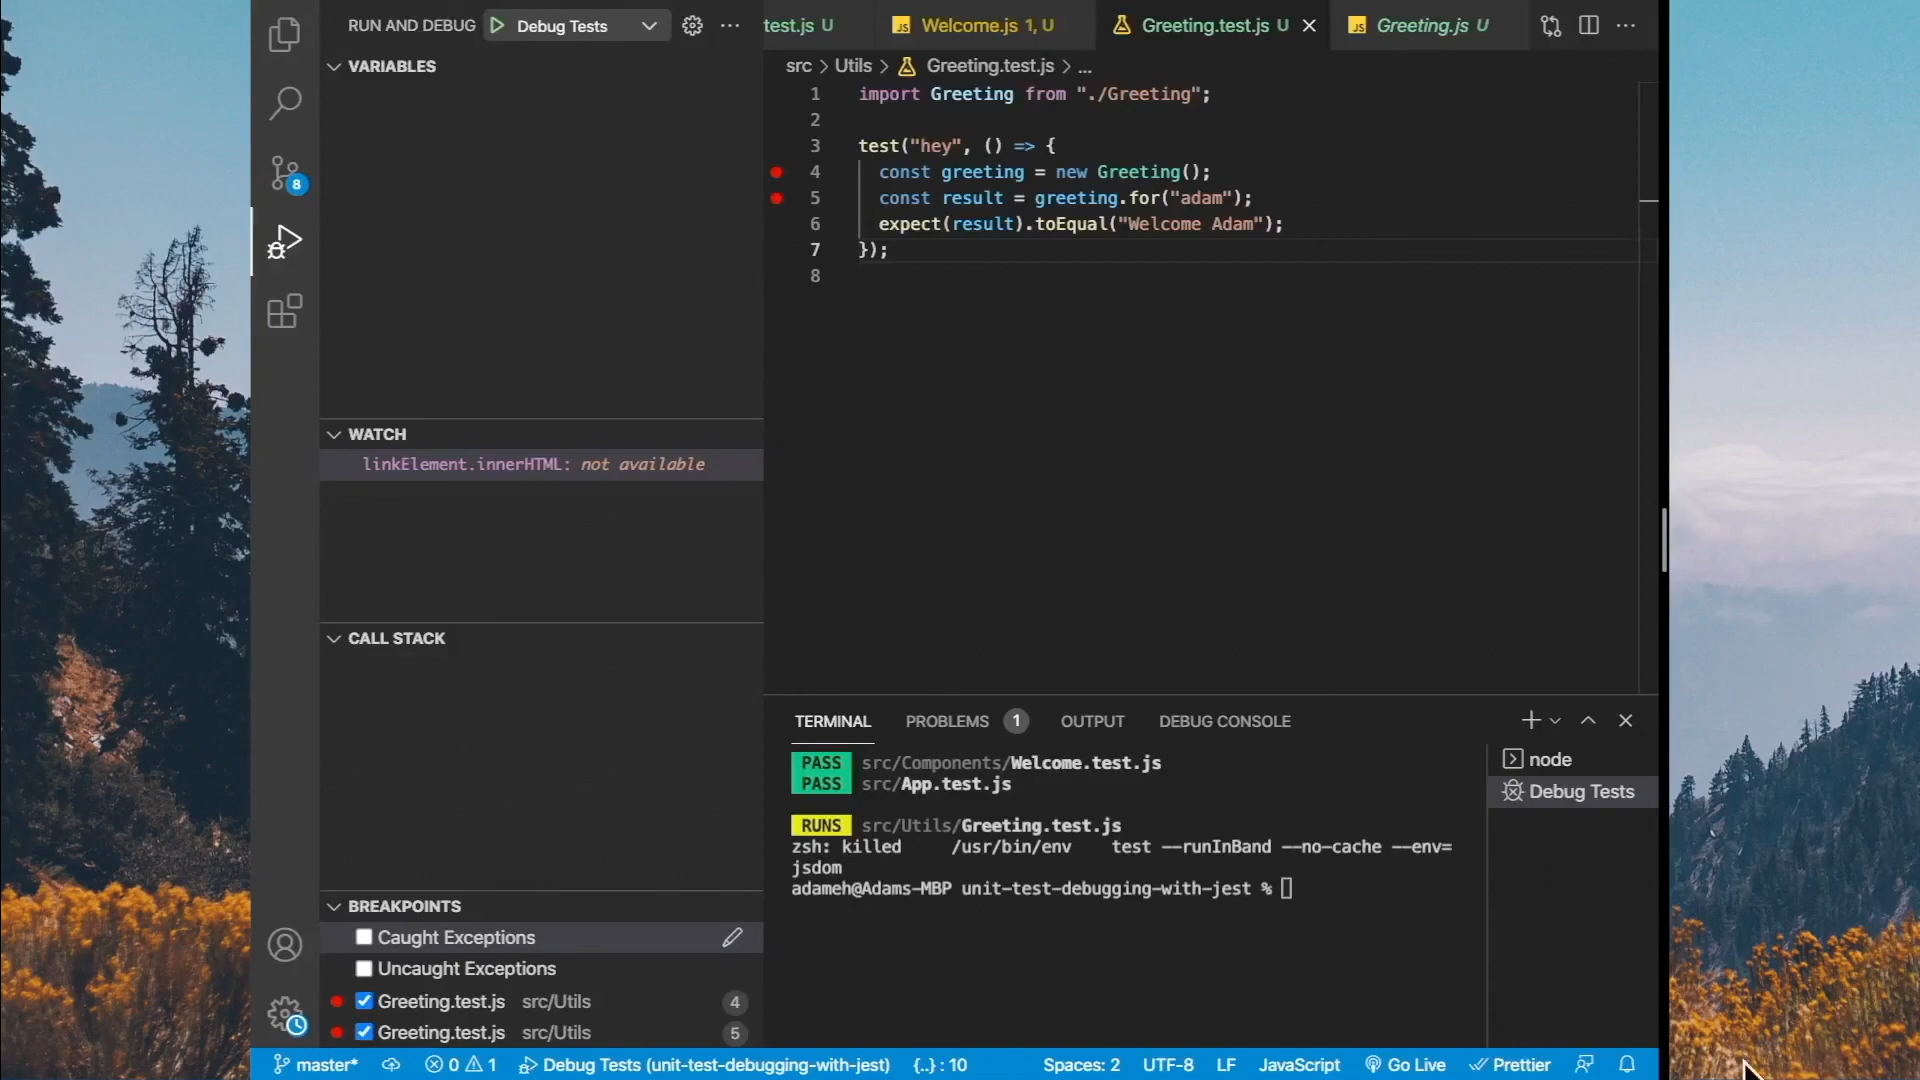 RUN AND DEBUG
Debug Tests
test.js U
JS Welcome.js 1, U
Greeting.test.js U
JS Greeting.js U
VARIABLES
src > Utils > Greeting.test.js > ...
1 import Greeting from "./Greeting";
2
3 test("hey", () => {
4 const greeting = new Greeting();
5 const result = greeting.for("adam");
6 expect(result).toEqual("Welcome Adam");
7 });
8
8
WATCH
linkElement.innerHTML: not available
CALL STACK
BREAKPOINTS
Caught Exceptions
Uncaught Exceptions
Greeting.test.js src/Utils 4
Greeting.test.js src/Utils 5
TERMINAL
PROBLEMS 1
OUTPUT
DEBUG CONSOLE
PASS src/Components/Welcome.test.js
PASS src/App.test.js
RUNS src/Utils/Greeting.test.js
zsh: killed /usr/bin/env test --runInBand --no-cache --env=
jsdom
adameh@Adams-MBP unit-test-debugging-with-jest %
node
Debug Tests
master*
0 1
Debug Tests (unit-test-debugging-with-jest)
{..} : 10
Spaces: 2
UTF-8
LF
JavaScript
Go Live
Prettier